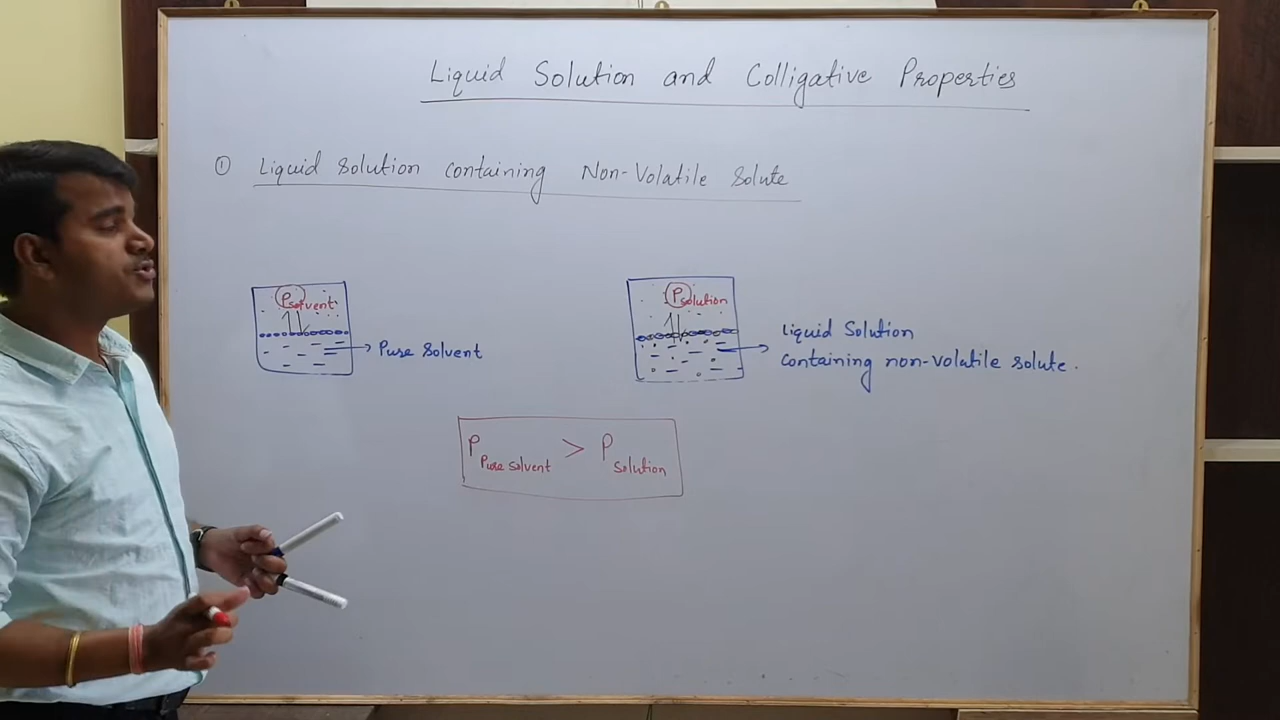 Liquid Solution and Colligative Properties
① Liquid Solution containing Non-Volatile Solute
Psolvent
Pure Solvent
Psolution
Liquid Solution
Containing non-volatile solute.
P Pure Solvent > P Solution